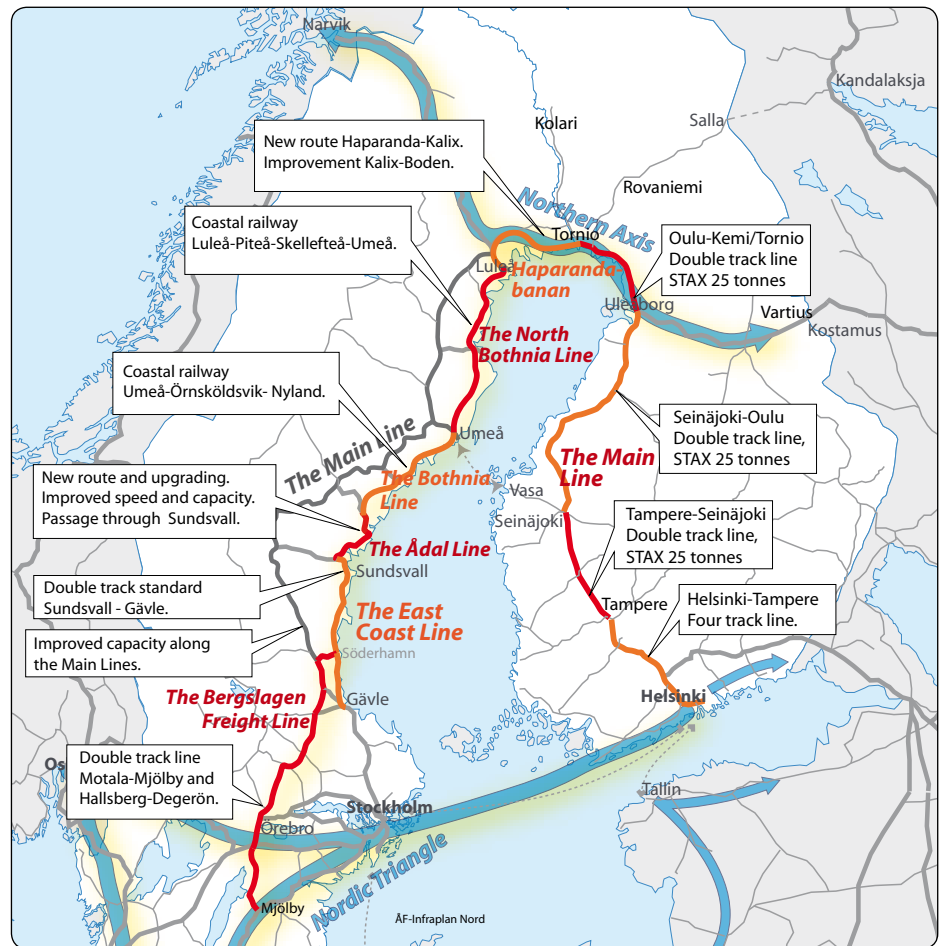 Narvik
Kandalaksja
Kolari
Salla
New route Haparanda-Kalix.
Improvement Kalix-Boden.
Rovaniemi
Northern Axis
Coastal railway
Luleå-Piteå-Skellefteå-Umeå.
Tornio
Oulu-Kemi/Tornio
Double track line
STAX 25 tonnes
Luleå
Haparanda-
banan
Uleåborg
Vartius
Kostamus
The North
Bothnia Line
Coastal railway
Umeå-Örnsköldsvik- Nyland.
Seinäjoki-Oulu
Double track line,
STAX 25 tonnes
The Main Line
Umeå
The Main
Line
New route and upgrading.
Improved speed and capacity.
Passage through Sundsvall.
The Bothnia
Line
Vasa
Seinäjoki
Tampere-Seinäjoki
Double track line,
STAX 25 tonnes
The Ådal Line
Sundsvall
Double track standard
Sundsvall - Gävle.
The East
Coast Line
Tampere
Helsinki-Tampere
Four track line.
Improved capacity along
the Main Lines.
Söderhamn
The Bergslagen
Freight Line
Gävle
Helsinki
Double track line
Motala-Mjölby and
Hallsberg-Degerön.
Os
Tallin
Stockholm
Örebro
Nordic Triangle
Mjölby
ÅF-Infraplan Nord